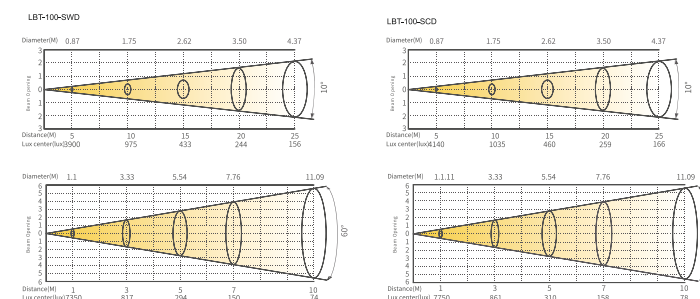 LBT-100-SWD
Diameter(M) 0.87 1.75 2.62 3.50 4.37
3
2
1
0
1
2
3
Beam Opening
10°
Distance(M) 5 10 15 20 25
Lux center(lux)3900 975 433 244 156
Diameter(M) 1.1 3.33 5.54 7.76 11.09
6
5
4
3
2
1
0
1
2
3
4
5
6
Beam Opening
60°
Distance(M) 1 3 5 7 10
Lux center(lux)7350 817 294 150 74
LBT-100-SCD
Diameter(M) 0.87 1.75 2.62 3.50 4.37
3
2
1
0
1
2
3
Beam Opening
10°
Distance(M) 5 10 15 20 25
Lux center(lux)4140 1035 460 259 166
Diameter(M) 1.1.11 3.33 5.54 7.76 11.09
6
5
4
3
2
1
0
1
2
3
4
5
6
Beam Opening
Distance(M) 1 3 5 7 10
Lux center(lux)7750 861 310 158 78